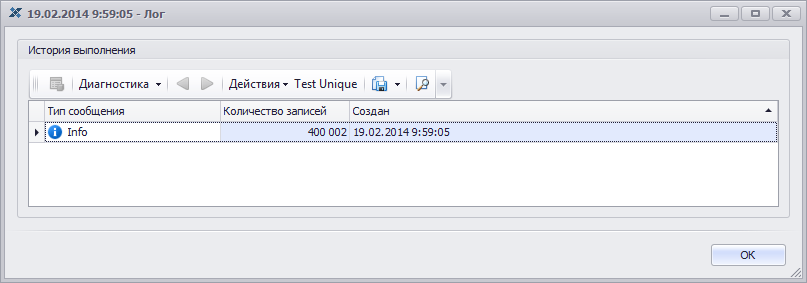 19.02.2014 9:59:05 - Лог
История выполнения
Диагностика Действия Test Unique
Тип сообщения Количество записей Создан
Info 400 002 19.02.2014 9:59:05
OK